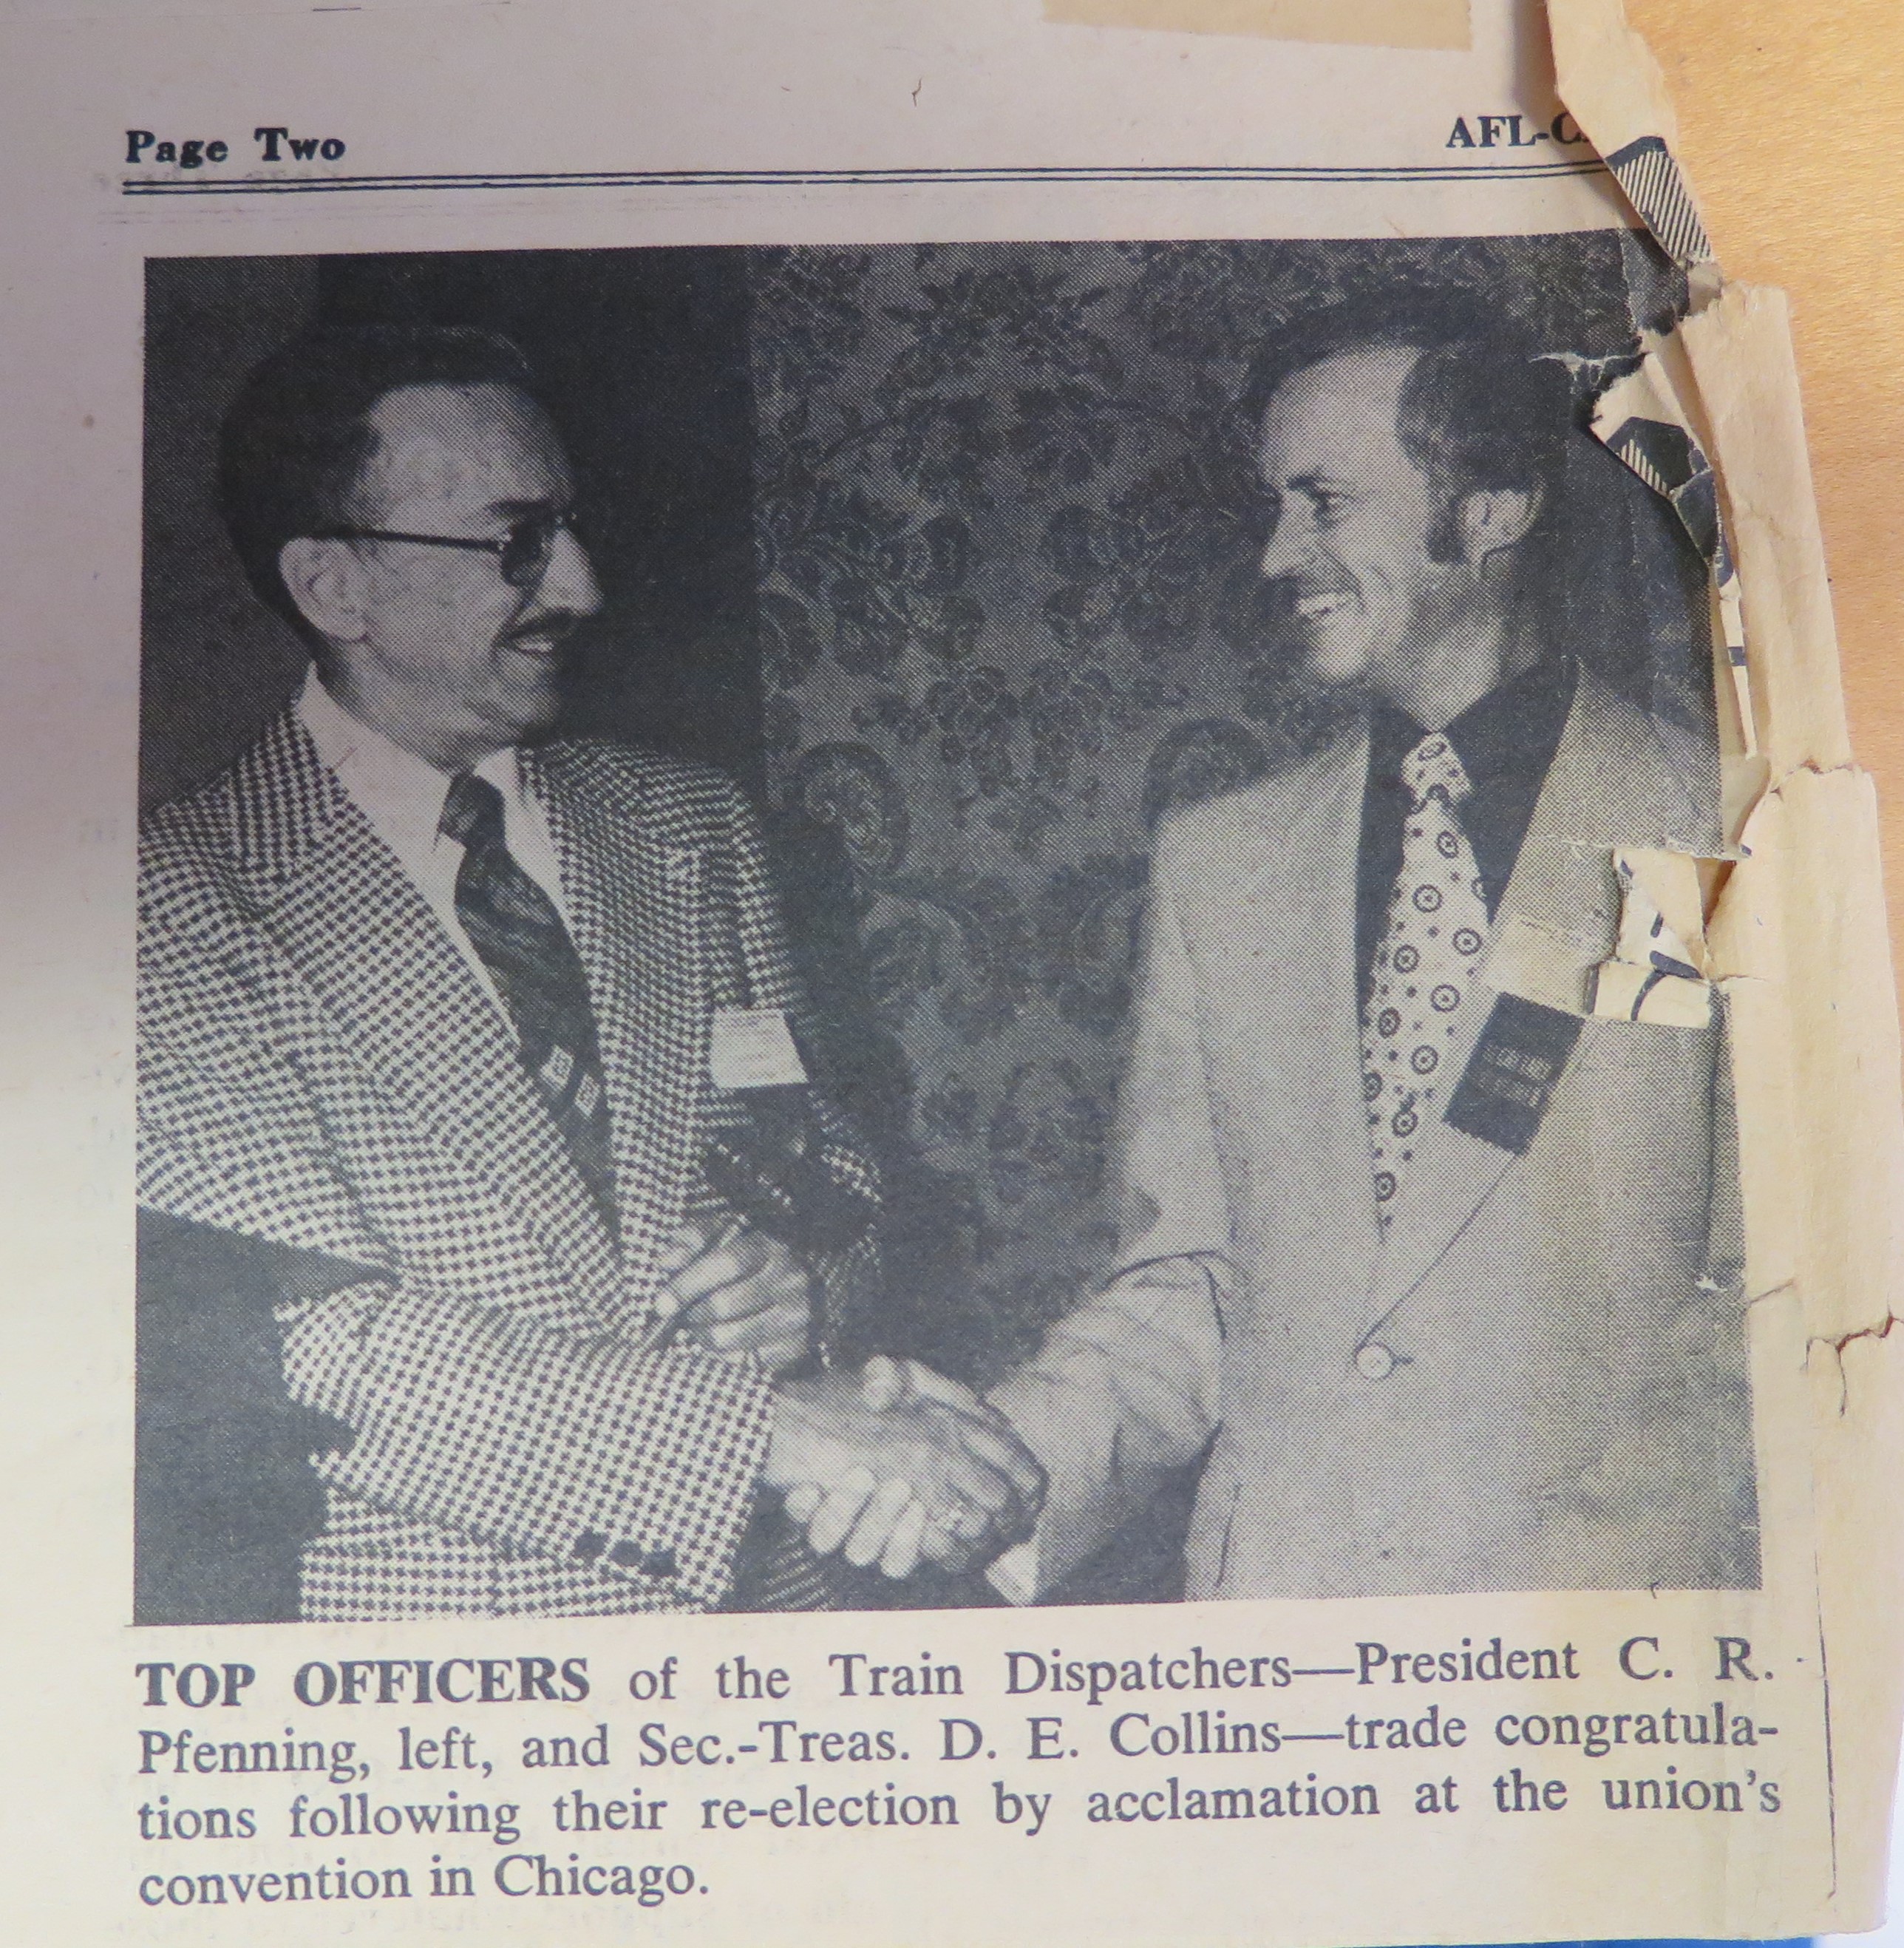 Page Two
AFL-C
TOP OFFICERS of the Train Dispatchers—President C. R.
Pfenning, left, and Sec.-Treas. D. E. Collins—trade congratula-
tions following their re-election by acclamation at the union's
convention in Chicago.